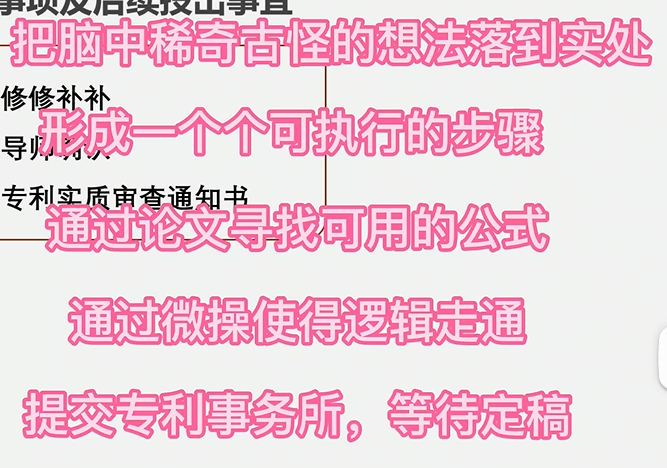 事项及后续投出事宜
把脑中稀奇古怪的想法落到实处
修修补补
形成一个个可执行的步骤
导师
专利实质审查通知书
通过论文寻找可用的公式
通过微操使得逻辑走通
提交专利事务所，等待定稿